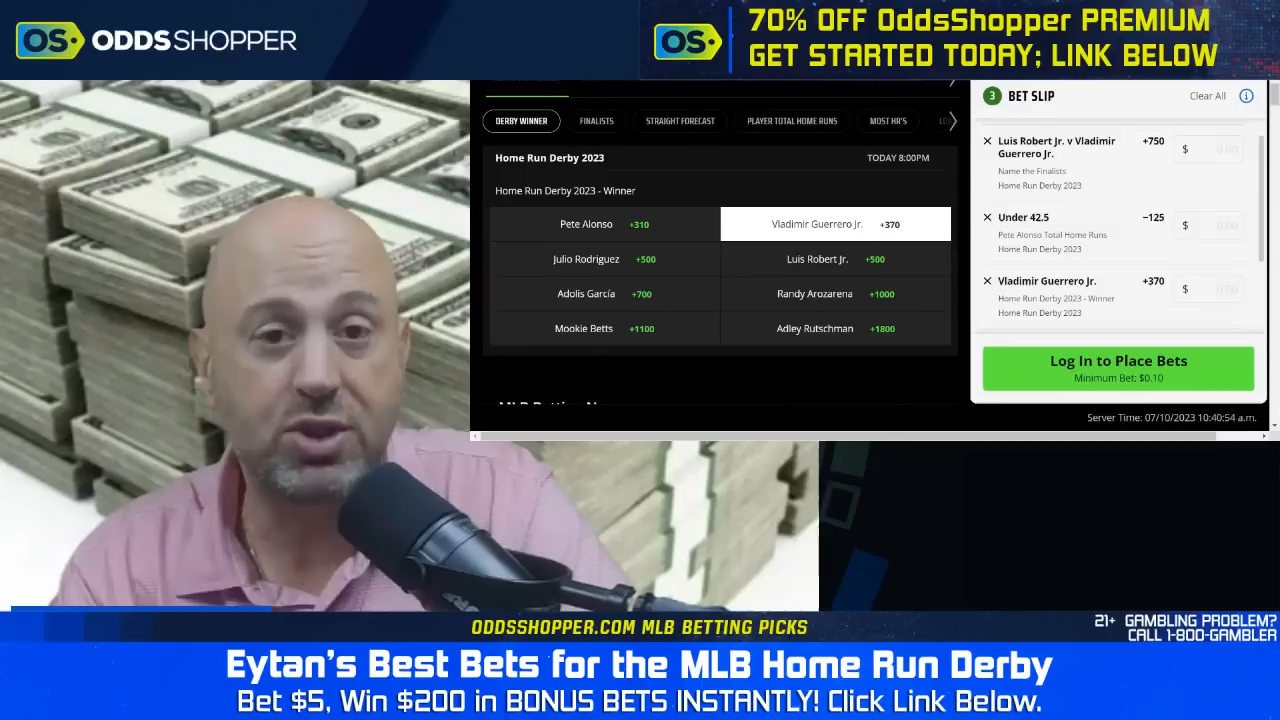 OS ODDSSHOPPER
OS
70% OFF OddsShopper PREMIUM
GET STARTED TODAY; LINK BELOW
DERBY WINNER
FINALISTS
STRAIGHT FORECAST
PLAYER TOTAL HOME RUNS
MOST HR'S
Home Run Derby 2023
TODAY 8:00PM
Home Run Derby 2023 - Winner
Pete Alonso +310
Vladimir Guerrero Jr. +370
Julio Rodriguez +500
Luis Robert Jr. +500
Adolis García +700
Randy Arozarena +1000
Mookie Betts +1100
Adley Rutschman +1800
3 BET SLIP
Clear All
Luis Robert Jr. v Vladimir +750
Guerrero Jr.
$ 0.00
Name the Finalists
Home Run Derby 2023
Under 42.5 −125
$ 0.00
Pete Alonso Total Home Runs
Home Run Derby 2023
Vladimir Guerrero Jr. +370
$ 0.00
Home Run Derby 2023 - Winner
Home Run Derby 2023
Log In to Place Bets
Minimum Bet: $0.10
Server Time: 07/10/2023 10:40:54 a.m.
ODDSSHOPPER.COM MLB BETTING PICKS
21+ GAMBLING PROBLEM?
CALL 1-800-GAMBLER
Eytan's Best Bets for the MLB Home Run Derby
Bet $5, Win $200 in BONUS BETS INSTANTLY! Click Link Below.